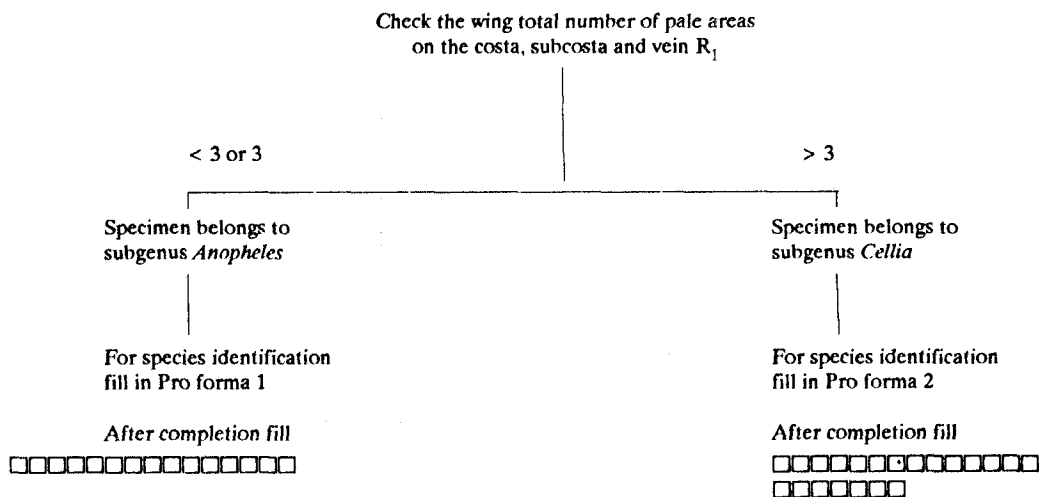 Check the wing total number of pale areas
on the costa, subcosta and vein R₁
< 3 or 3
> 3
Specimen belongs to
subgenus Anopheles
Specimen belongs to
subgenus Cellia
For species identification
fill in Pro forma 1
For species identification
fill in Pro forma 2
After completion fill
After completion fill